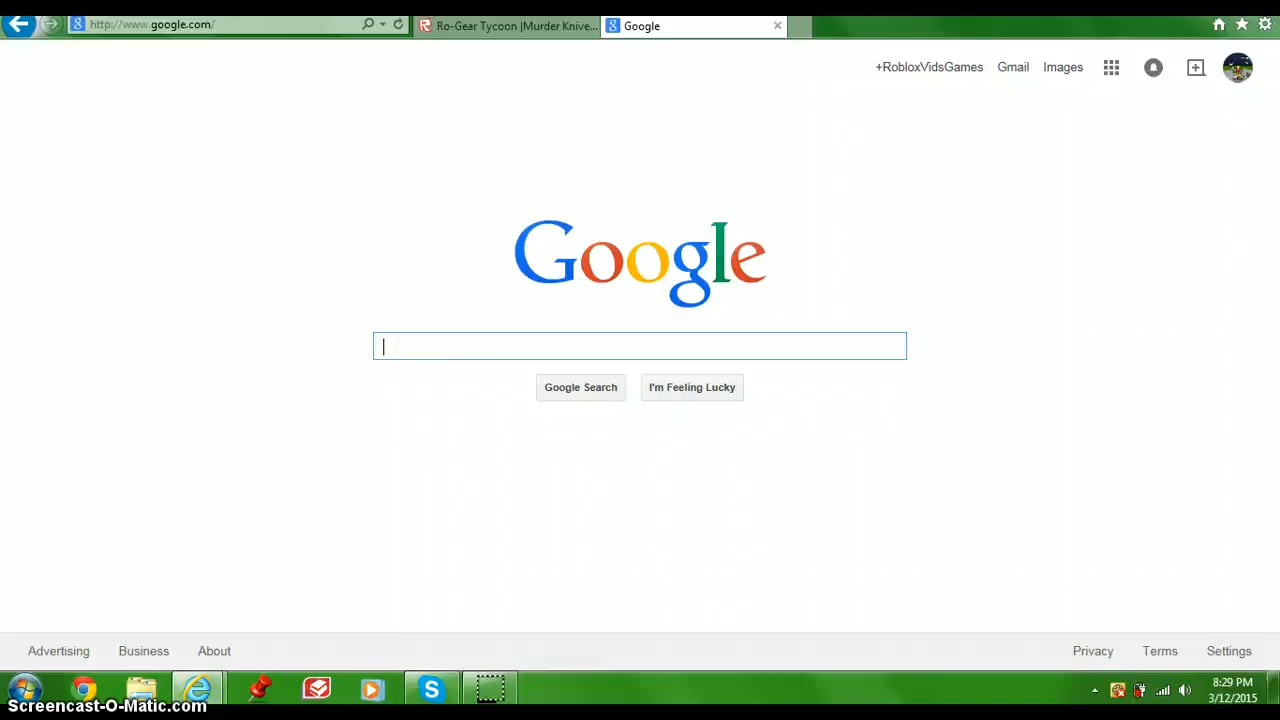 http://www.google.com/
Ro-Gear Tycoon |Murder Knive...
Google
+RobloxVidsGames Gmail Images
Google
Google Search I'm Feeling Lucky
Advertising Business About Privacy Terms Settings
8:29 PM
3/12/2015
Screencast-O-Matic.com